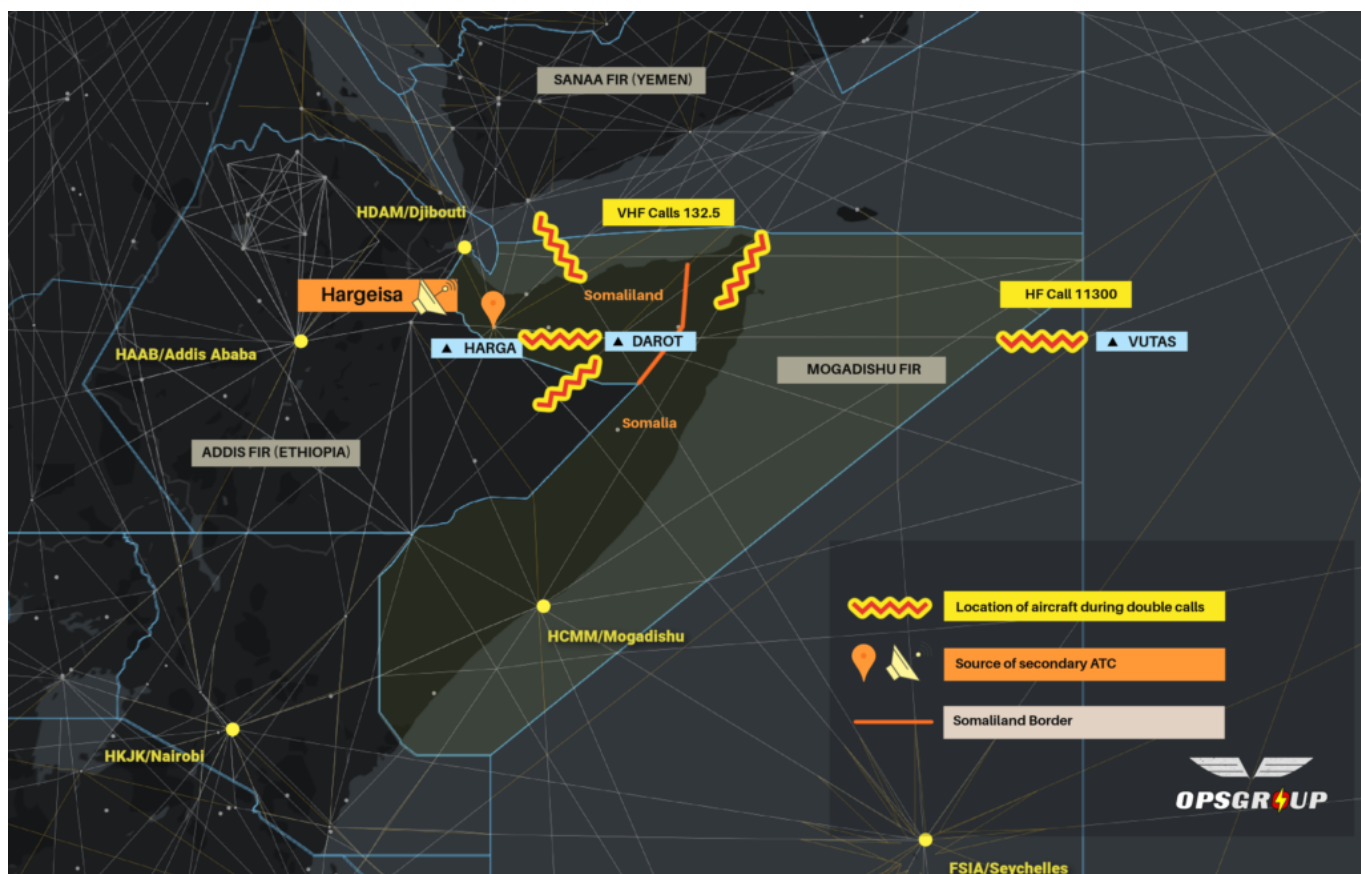 SANAA FIR (YEMEN)
HDAM/Djibouti
VHF Calls 132.5
Hargeisa
Somaliland
HF Call 11300
HAAB/Addis Ababa
▲ HARGA
▲ DAROT
▲ VUTAS
MOGADISHU FIR
Somalia
ADDIS FIR (ETHIOPIA)
HCMM/Mogadishu
HKJK/Nairobi
Location of aircraft during double calls
Source of secondary ATC
Somaliland Border
OPSGROUP
FSIA/Seychelles